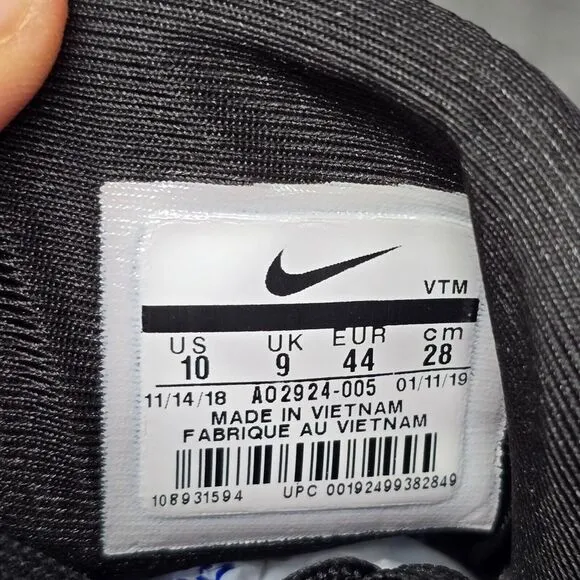 VTM
US UK EUR cm
10 9 44 28
11/14/18 AO2924-005 01/11/19
MADE IN VIETNAM
FABRIQUE AU VIETNAM
108931594 UPC 00192499382849